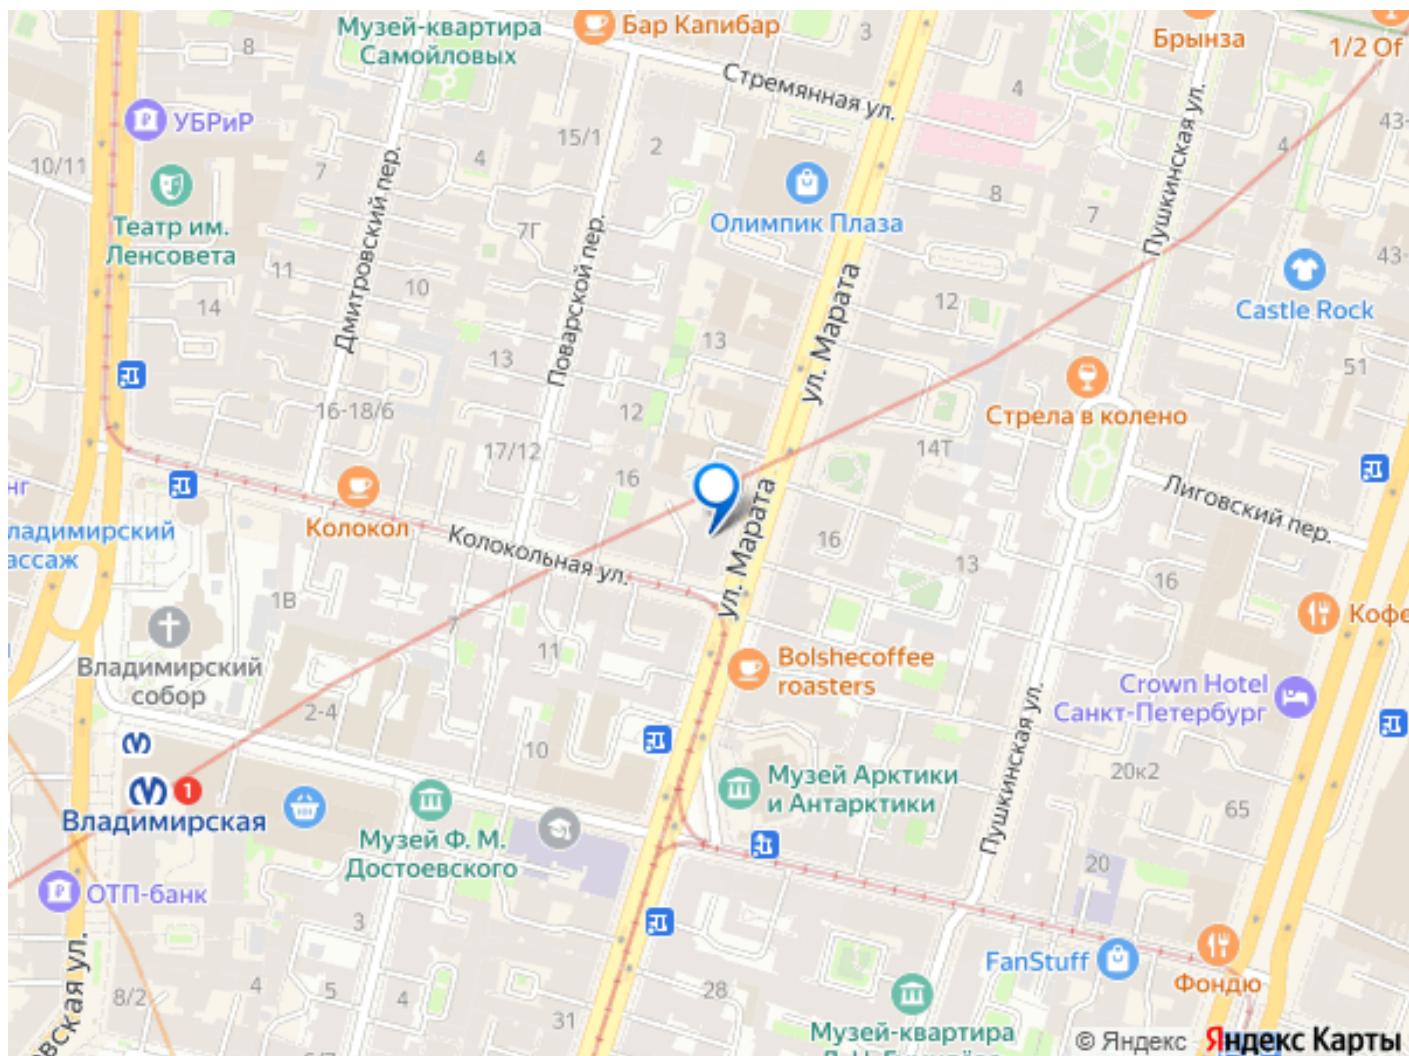 Музей-квартира
Самойловых
Бар Капибар
3
Брынза
1/2 Of
8
Стремянная ул.
4
УБРиР
15/1
2
4
43-
10/11
7
4
Дмитровский пер.
Пушкинская ул.
8
7
Олимпик Плаза
Театр им.
Ленсовета
7Г
Поварской пер.
43-
11
10
14
12
Castle Rock
ул. Марата
13
13
51
16-18/6
12
Стрела в колено
17/12
14Т
16
нг
Лиговский пер.
Колокол
ладимирский
ассаж
Колокольная ул.
ул. Марата
16
13
16
1В
Кофе
7
11
Владимирский
собор
Bolshecoffee
roasters
Crown Hotel
Санкт-Петербург
2-4
10
Пушкинская ул.
20к2
Музей Арктики
и Антарктики
1
Владимирская
65
Музей Ф. М.
Достоевского
20
ОТП-банк
3
FanStuff
Фондю
8/2
4
5
4
28
31
вская ул.
Музей-квартира
© Яндекс Яндекс Карты